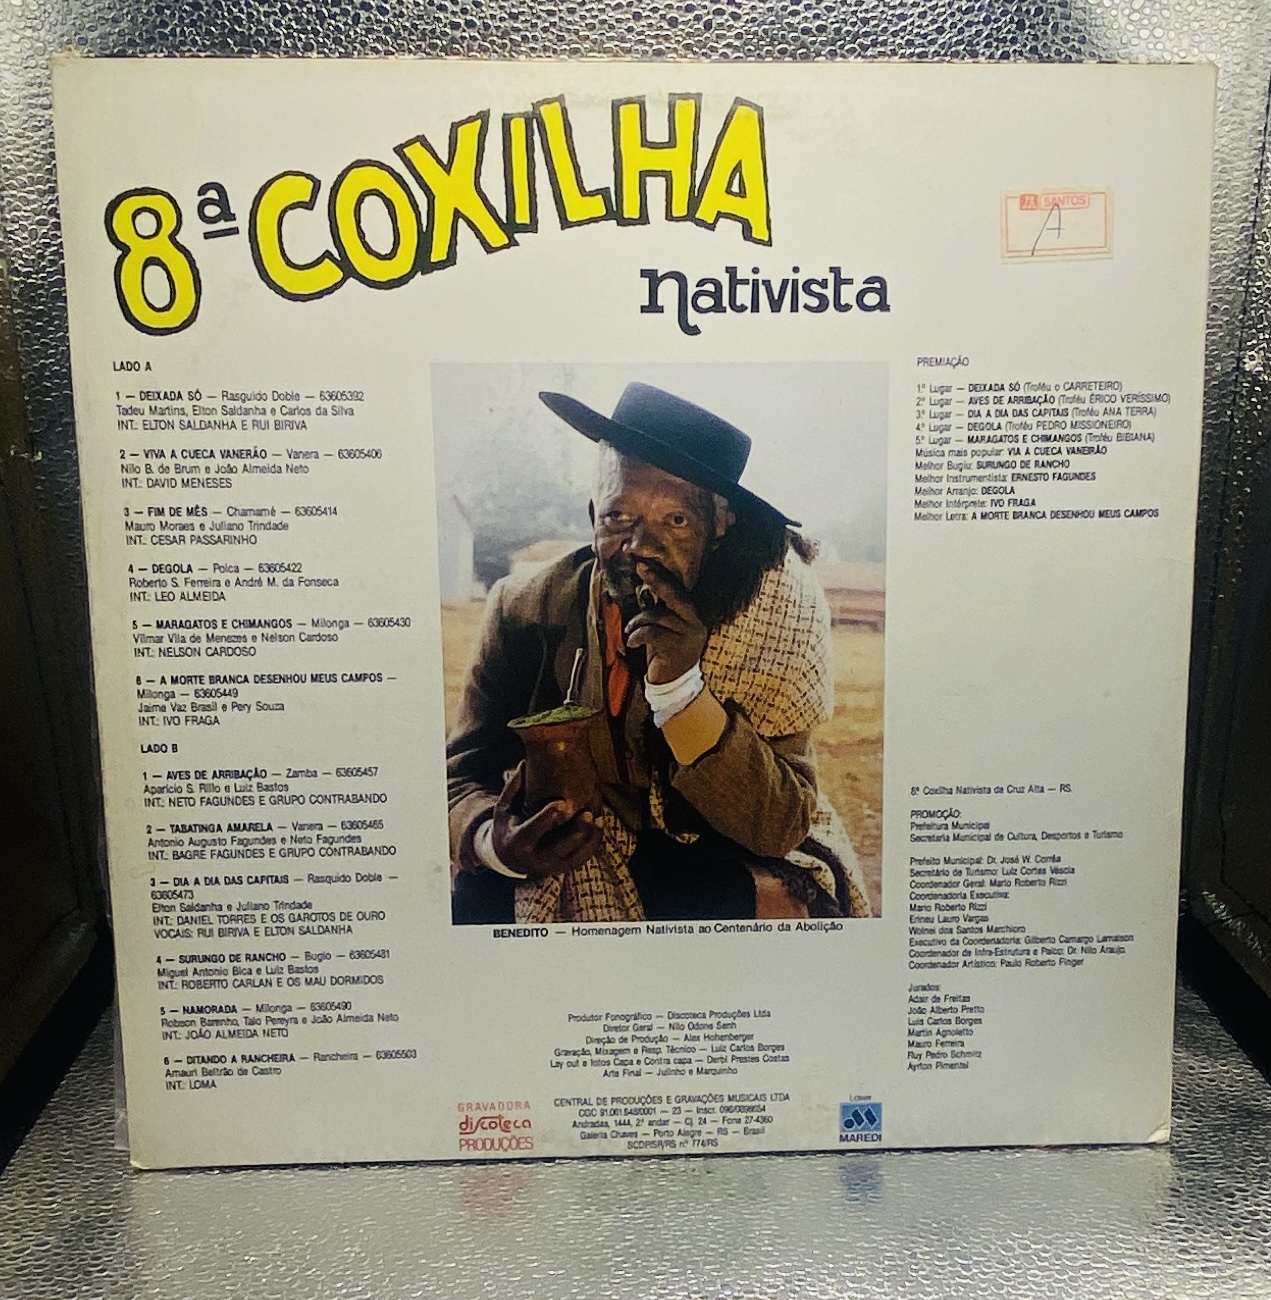 8ª COXILHA
nativista
JR SANTOS
A
LADO A
1 — DEIXADA SÓ — Rasguido Doble — 63605392
Tadeu Martins, Elton Saldanha e Carlos da Silva
INT.: ELTON SALDANHA E RUI BIRIVA
2 — VIVA A CUECA VANERÃO — Vanera — 63605406
Nilo B. de Brum e João Almeida Neto
INT.: DAVID MENESES
3 — FIM DE MÊS — Chamamé — 63605414
Mauro Moraes e Juliano Trindade
INT.: CESAR PASSARINHO
4 — DEGOLA — Polca — 63605422
Roberto S. Ferreira e André M. da Fonseca
INT.: LEO ALMEIDA
5 — MARAGATOS E CHIMANGOS — Milonga — 63605430
Vilmar Vila de Menezes e Nelson Cardoso
INT.: NELSON CARDOSO
6 — A MORTE BRANCA DESENHOU MEUS CAMPOS —
Milonga — 63605449
Jaime Vaz Brasil e Pery Souza
INT.: IVO FRAGA
LADO B
1 — AVES DE ARRIBAÇÃO — Zamba — 63605457
Aparício S. Rillo e Luiz Bastos
INT.: NETO FAGUNDES E GRUPO CONTRABANDO
2 — TABATINGA AMARELA — Vanera — 63605465
Antonio Augusto Fagundes e Neto Fagundes
INT.: BAGRE FAGUNDES E GRUPO CONTRABANDO
3 — DIA A DIA DAS CAPITAIS — Rasquido Doble —
63605473
Elton Saldanha e Juliano Trindade
INT.: DANIEL TORRES E OS GAROTOS DE OURO
VOCAIS: RUI BIRIVA E ELTON SALDANHA
4 — SURUNGO DE RANCHO — Bugio — 63605481
Miguel Antonio Bica e Luiz Bastos
INT.: ROBERTO CARLAN E OS MAU DORMIDOS
5 — NAMORADA — Milonga — 63605490
Robson Barenho, Talo Pereyra e João Almeida Neto
INT.: JOÃO ALMEIDA NETO
6 — DITANDO A RANCHEIRA — Rancheira — 63605503
Amauri Beltrão de Castro
INT.: LOMA
BENEDITO — Homenagem Nativista ao Centenário da Abolição
Produtor Fonográfico — Discoteca Produções Ltda
Diretor Geral — Nilo Odone Senh
Direção de Produção — Alex Hohenberger
Gravação, Mixagem e Resp. Técnico — Luiz Carlos Borges
Lay out e fotos Capa e Contra capa — Derbi Prestes Costas
Arte Final — Julinho e Marquinho
GRAVADORA
discoteca
PRODUÇÕES
CENTRAL DE PRODUÇÕES E GRAVAÇÕES MUSICAIS LTDA
CGC 91.061.548/0001 — 23 — Inscr. 096/0398654
Andradas, 1444, 2º andar — Cj. 24 — Fone 27-4360
Galeria Chaves — Porto Alegre — RS — Brasil
SCDP/SR/RS n.º 774/RS
MAREDI
PREMIAÇÃO
1º Lugar — DEIXADA SÓ (Troféu o CARRETEIRO)
2º Lugar — AVES DE ARRIBAÇÃO (Troféu ÉRICO VERÍSSIMO)
3º Lugar — DIA A DIA DAS CAPITAIS (Troféu ANA TERRA)
4º Lugar — DEGOLA (Troféu PEDRO MISSIONEIRO)
5º Lugar — MARAGATOS E CHIMANGOS (Troféu BIBIANA)
Música mais popular: VIA A CUECA VANEIRÃO
Melhor Bugiu: SURUNGO DE RANCHO
Melhor Instrumentista: ERNESTO FAGUNDES
Melhor Arranjo: DEGOLA
Melhor Intérprete: IVO FRAGA
Melhor Letra: A MORTE BRANCA DESENHOU MEUS CAMPOS
8ª Coxilha Nativista de Cruz Alta — RS.
PROMOÇÃO:
Prefeitura Municipal
Secretaria Municipal de Cultura, Desportos e Turismo
Prefeito Municipal: Dr. José W. Corrêa
Secretário de Turismo: Luiz Cortes Véscia
Coordenador Geral: Mario Roberto Rizzi
Coordenadoria Executiva:
Mario Roberto Rizzi
Erineu Lauro Vargas
Wolnei dos Santos Marchioro
Executivo da Coordenadoria: Gilberto Camargo Lamaison
Coordenador de Infra-Estrutura e Palco: Dr. Nilo Araujo.
Coordenador Artístico: Paulo Roberto Finger
Jurados:
Adair de Freitas
João Alberto Pretto
Luis Carlos Borges
Martin Agnoletto
Mauro Ferreira
Ruy Pedro Schmitz
Ayrton Pimentel